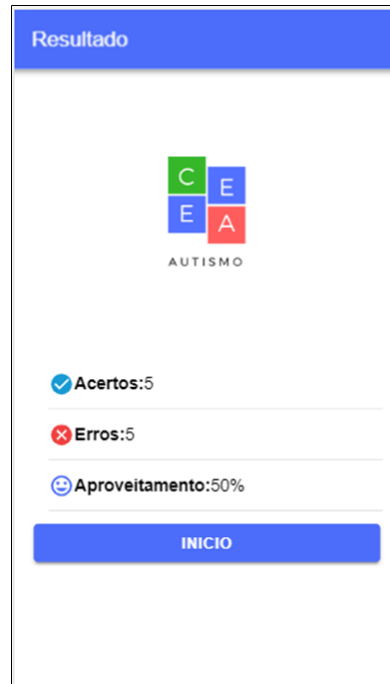 Resultado
C E
E A
AUTISMO
Acertos:5
Erros:5
Aproveitamento:50%
INICIO